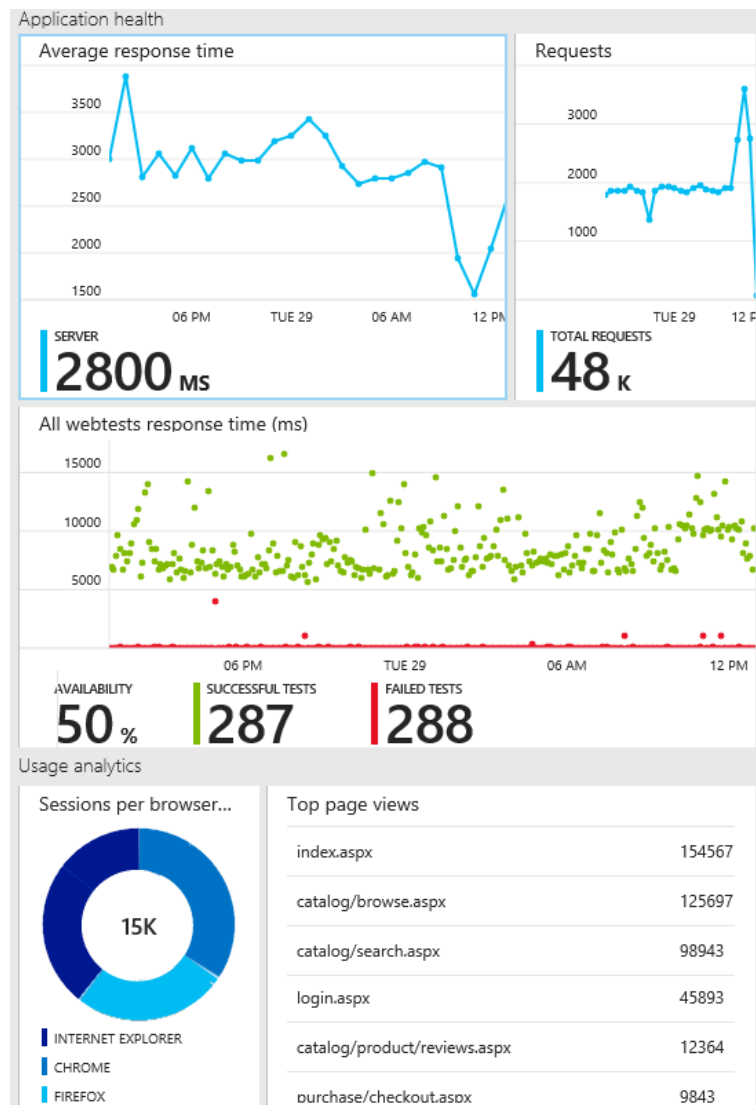 Application health
Average response time
3500
3000
2500
2000
1500
06 PM
TUE 29
06 AM
12 PM
SERVER
2800 MS
Requests
3000
2000
1000
TUE 29
12 P
TOTAL REQUESTS
48 K
All webtests response time (ms)
15000
10000
5000
06 PM
TUE 29
06 AM
12 PM
AVAILABILITY
50 %
SUCCESSFUL TESTS
287
FAILED TESTS
288
Usage analytics
Sessions per browser...
15K
INTERNET EXPLORER
CHROME
FIREFOX
Top page views
index.aspx 154567
catalog/browse.aspx 125697
catalog/search.aspx 98943
login.aspx 45893
catalog/product/reviews.aspx 12364
purchase/checkout.aspx 9843